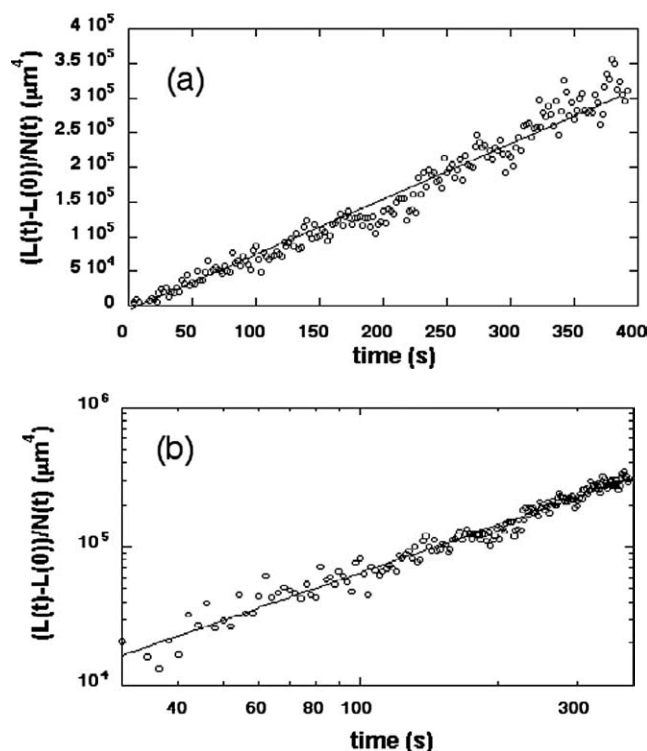 4 10⁵
3.5 10⁵
3 10⁵
2.5 10⁵
2 10⁵
1.5 10⁵
1 10⁵
5 10⁴
0
(L(t)-L(0))/N(t) (μm⁴)
(a)
0 50 100 150 200 250 300 350 400
time (s)
10⁶
10⁵
10⁴
(L(t)-L(0))/N(t) (μm⁴)
(b)
40 60 80 100 300
time (s)